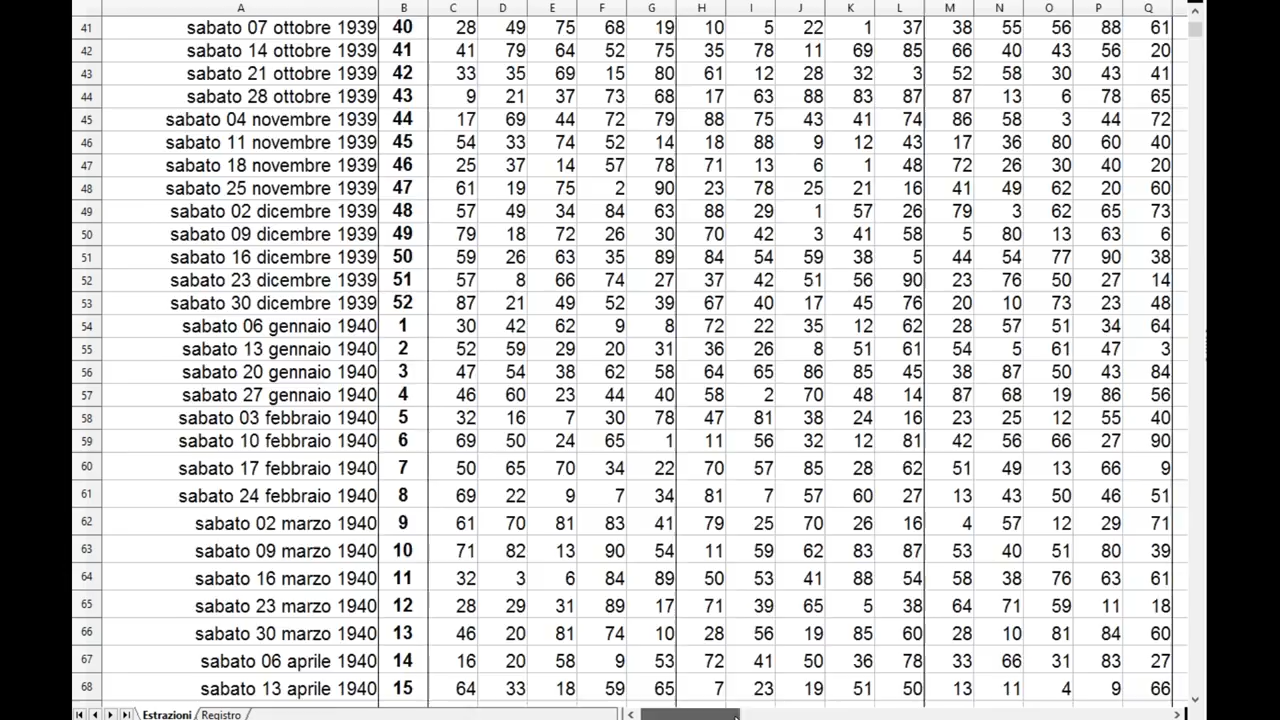 A B C D E F G H I J K L M N O P Q
41 sabato 07 ottobre 1939 40 28 49 75 68 19 10 5 22 1 37 38 55 56 88 61
42 sabato 14 ottobre 1939 41 41 79 64 52 75 35 78 11 69 85 66 40 43 56 20
43 sabato 21 ottobre 1939 42 33 35 69 15 80 61 12 28 32 3 52 58 30 43 41
44 sabato 28 ottobre 1939 43 9 21 37 73 68 17 63 88 83 87 87 13 6 78 65
45 sabato 04 novembre 1939 44 17 69 44 72 79 88 75 43 41 74 86 58 3 44 72
46 sabato 11 novembre 1939 45 54 33 74 52 14 18 88 9 12 43 17 36 80 60 40
47 sabato 18 novembre 1939 46 25 37 14 57 78 71 13 6 1 48 72 26 30 40 20
48 sabato 25 novembre 1939 47 61 19 75 2 90 23 78 25 21 16 41 49 62 20 60
49 sabato 02 dicembre 1939 48 57 49 34 84 63 88 29 1 57 26 79 3 62 65 73
50 sabato 09 dicembre 1939 49 79 18 72 26 30 70 42 3 41 58 5 80 13 63 6
51 sabato 16 dicembre 1939 50 59 26 63 35 89 84 54 59 38 5 44 54 77 90 38
52 sabato 23 dicembre 1939 51 57 8 66 74 27 37 42 51 56 90 23 76 50 27 14
53 sabato 30 dicembre 1939 52 87 21 49 52 39 67 40 17 45 76 20 10 73 23 48
54 sabato 06 gennaio 1940 1 30 42 62 9 8 72 22 35 12 62 28 57 51 34 64
55 sabato 13 gennaio 1940 2 52 59 29 20 31 36 26 8 51 61 54 5 61 47 3
56 sabato 20 gennaio 1940 3 47 54 38 62 58 64 65 86 85 45 38 87 50 43 84
57 sabato 27 gennaio 1940 4 46 60 23 44 40 58 2 70 48 14 87 68 19 86 56
58 sabato 03 febbraio 1940 5 32 16 7 30 78 47 81 38 24 16 23 25 12 55 40
59 sabato 10 febbraio 1940 6 69 50 24 65 1 11 56 32 12 81 42 56 66 27 90
60 sabato 17 febbraio 1940 7 50 65 70 34 22 70 57 85 28 62 51 49 13 66 9
61 sabato 24 febbraio 1940 8 69 22 9 7 34 81 7 57 60 27 13 43 50 46 51
62 sabato 02 marzo 1940 9 61 70 81 83 41 79 25 70 26 16 4 57 12 29 71
63 sabato 09 marzo 1940 10 71 82 13 90 54 11 59 62 83 87 53 40 51 80 39
64 sabato 16 marzo 1940 11 32 3 6 84 89 50 53 41 88 54 58 38 76 63 61
65 sabato 23 marzo 1940 12 28 29 31 89 17 71 39 65 5 38 64 71 59 11 18
66 sabato 30 marzo 1940 13 46 20 81 74 10 28 56 19 85 60 28 10 81 84 60
67 sabato 06 aprile 1940 14 16 20 58 9 53 72 41 50 36 78 33 66 31 83 27
68 sabato 13 aprile 1940 15 64 33 18 59 65 7 23 19 51 50 13 11 4 9 66
Estrazioni Registro